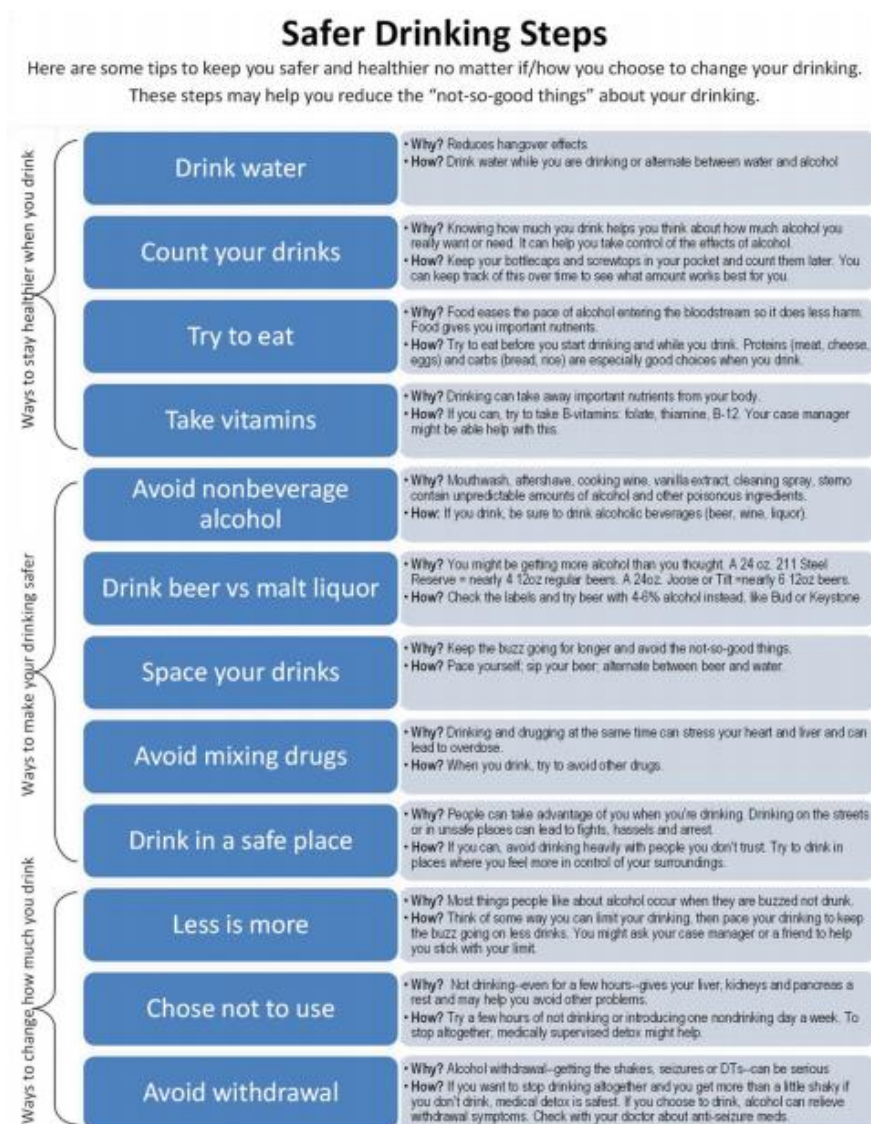 Safer Drinking Steps
Here are some tips to keep you safer and healthier no matter if/how you choose to change your drinking.
These steps may help you reduce the “not-so-good things” about your drinking.
Ways to stay healthier when you drink
Drink water
• Why? Reduces hangover effects.
• How? Drink water while you are drinking or alternate between water and alcohol
Count your drinks
• Why? Knowing how much you drink helps you think about how much alcohol you
really want or need. It can help you take control of the effects of alcohol.
• How? Keep your bottlecaps and screwtops in your pocket and count them later. You
can keep track of this over time to see what amount works best for you.
Try to eat
• Why? Food eases the pace of alcohol entering the bloodstream so it does less harm.
Food gives you important nutrients.
• How? Try to eat before you start drinking and while you drink. Proteins (meat, cheese,
eggs) and carbs (bread, rice) are especially good choices when you drink.
Take vitamins
• Why? Drinking can take away important nutrients from your body.
• How? If you can, try to take B-vitamins: folate, thiamine, B-12. Your case manager
might be able help with this.
Ways to make your drinking safer
Avoid nonbeverage
alcohol
• Why? Mouthwash, aftershave, cooking wine, vanilla extract, cleaning spray, sterno
contain unpredictable amounts of alcohol and other poisonous ingredients.
• How: If you drink, be sure to drink alcoholic beverages (beer, wine, liquor).
Drink beer vs malt liquor
• Why? You might be getting more alcohol than you thought. A 24 oz. 211 Steel
Reserve = nearly 4 12oz regular beers. A 24oz. Joose or Tilt =nearly 6 12oz beers.
• How? Check the labels and try beer with 4-6% alcohol instead, like Bud or Keystone
Space your drinks
• Why? Keep the buzz going for longer and avoid the not-so-good things.
• How? Pace yourself; sip your beer; alternate between beer and water.
Avoid mixing drugs
• Why? Drinking and drugging at the same time can stress your heart and liver and can
lead to overdose.
• How? When you drink, try to avoid other drugs.
Drink in a safe place
• Why? People can take advantage of you when you're drinking. Drinking on the streets
or in unsafe places can lead to fights, hassels and arrest.
• How? If you can, avoid drinking heavily with people you don't trust. Try to drink in
places where you feel more in control of your surroundings.
Ways to change how much you drink
Less is more
• Why? Most things people like about alcohol occur when they are buzzed not drunk.
• How? Think of some way you can limit your drinking, then pace your drinking to keep
the buzz going on less drinks. You might ask your case manager or a friend to help
you stick with your limit.
Chose not to use
• Why? Not drinking--even for a few hours--gives your liver, kidneys and pancreas a
rest and may help you avoid other problems.
• How? Try a few hours of not drinking or introducing one nondrinking day a week. To
stop altogether, medically supervised detox might help.
Avoid withdrawal
• Why? Alcohol withdrawal--getting the shakes, seizures or DTs--can be serious
• How? If you want to stop drinking altogether and you get more than a little shaky if
you don't drink, medical detox is safest. If you choose to drink, alcohol can relieve
withdrawal symptoms. Check with your doctor about anti-seizure meds.